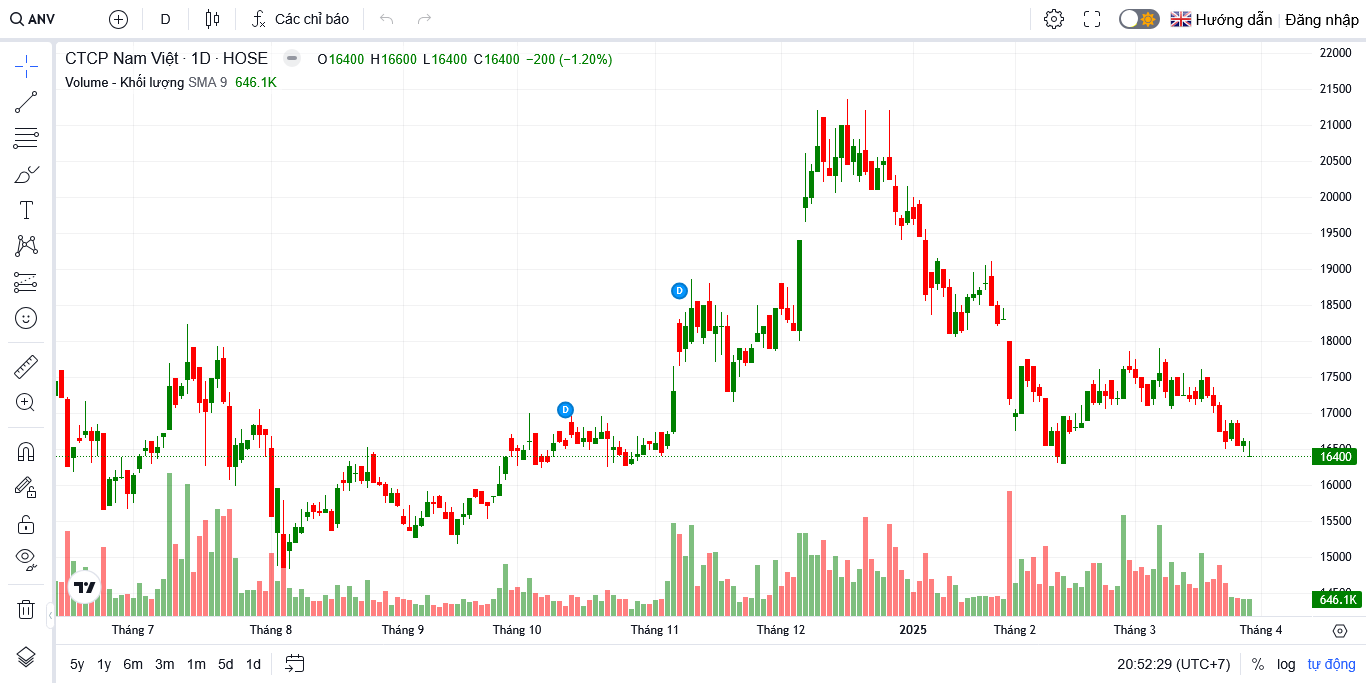 ANV D Các chỉ báo Hướng dẫn Đăng nhập
CTCP Nam Việt · 1D · HOSE O16400 H16600 L16400 C16400 −200 (−1.20%)
Volume - Khối lượng SMA 9 646.1K
22000
21500
21000
20500
20000
19500
19000
18500
D
18000
17500
17000
D
16500
16400
16000
15500
15000
646.1K
Tháng 7 Tháng 8 Tháng 9 Tháng 10 Tháng 11 Tháng 12 2025 Tháng 2 Tháng 3 Tháng 4
5y 1y 6m 3m 1m 5d 1d 20:52:29 (UTC+7) % log tự động